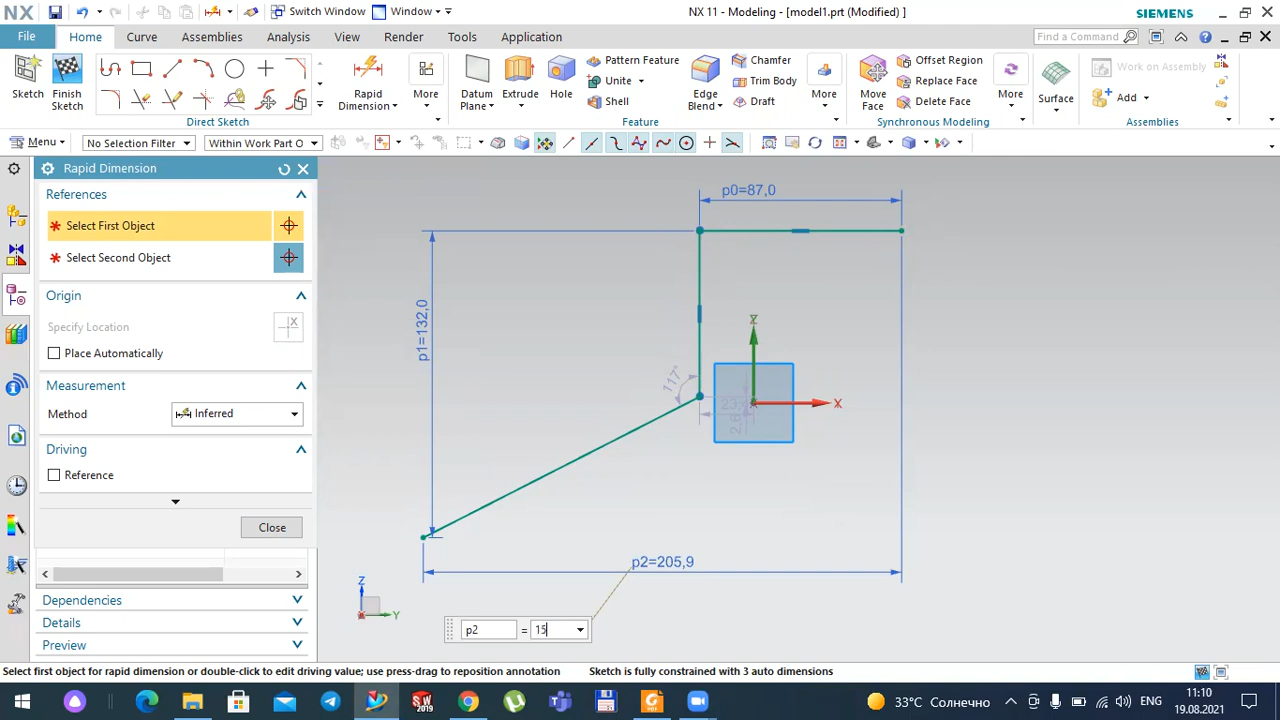 NX
Switch Window
Window
NX 11 - Modeling - [model1.prt (Modified) ]
SIEMENS
File
Home
Curve
Assemblies
Analysis
View
Render
Tools
Application
Find a Command
Sketch
Finish
Sketch
Direct Sketch
Rapid
Dimension
More
Datum
Plane
Extrude
Hole
Pattern Feature
Unite
Shell
Edge
Blend
Chamfer
Trim Body
Draft
More
Feature
Move
Face
Offset Region
Replace Face
Delete Face
More
Synchronous Modeling
Surface
Work on Assembly
Add
Assemblies
Menu
No Selection Filter
Within Work Part O
Rapid Dimension
References
Select First Object
Select Second Object
Origin
Specify Location
Place Automatically
Measurement
Method
Inferred
Driving
Reference
Close
Dependencies
Details
Preview
p0=87,0
p1=132,0
117°
Z
X
p2=205,9
Z
Y
p2 = 15
Select first object for rapid dimension or double-click to edit driving value; use press-drag to reposition annotation
Sketch is fully constrained with 3 auto dimensions
33°C Солнечно
ENG
11:10
19.08.2021